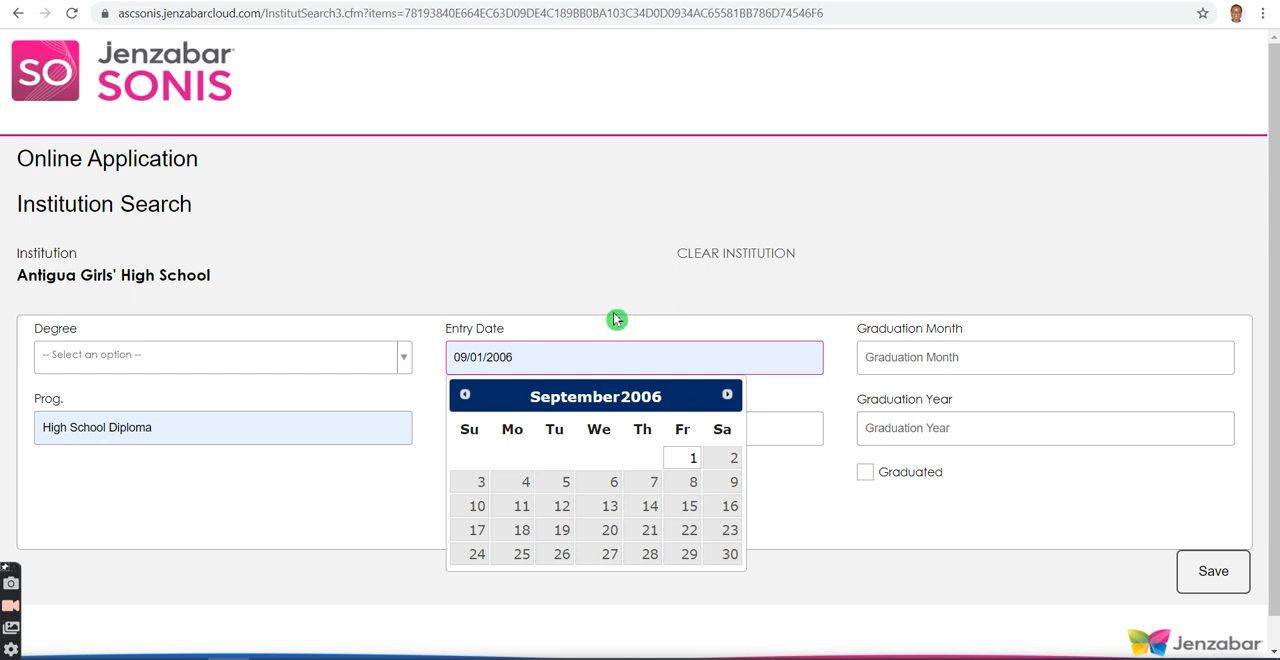 ascsonis.jenzabarcloud.com/InstitutSearch3.cfm?items=78193840E664EC63D09DE4C189BB0BA103C34D0D0934AC65581BB786D74546F6
SO
Jenzabar
SONIS
Online Application
Institution Search
Institution
CLEAR INSTITUTION
Antigua Girls' High School
Degree
Entry Date
Graduation Month
-- Select an option --
09/01/2006
Graduation Month
Prog.
Graduation Year
High School Diploma
Graduation Year
Graduated
September2006
Su Mo Tu We Th Fr Sa
1 2
3 4 5 6 7 8 9
10 11 12 13 14 15 16
17 18 19 20 21 22 23
24 25 26 27 28 29 30
Save
Jenzabar